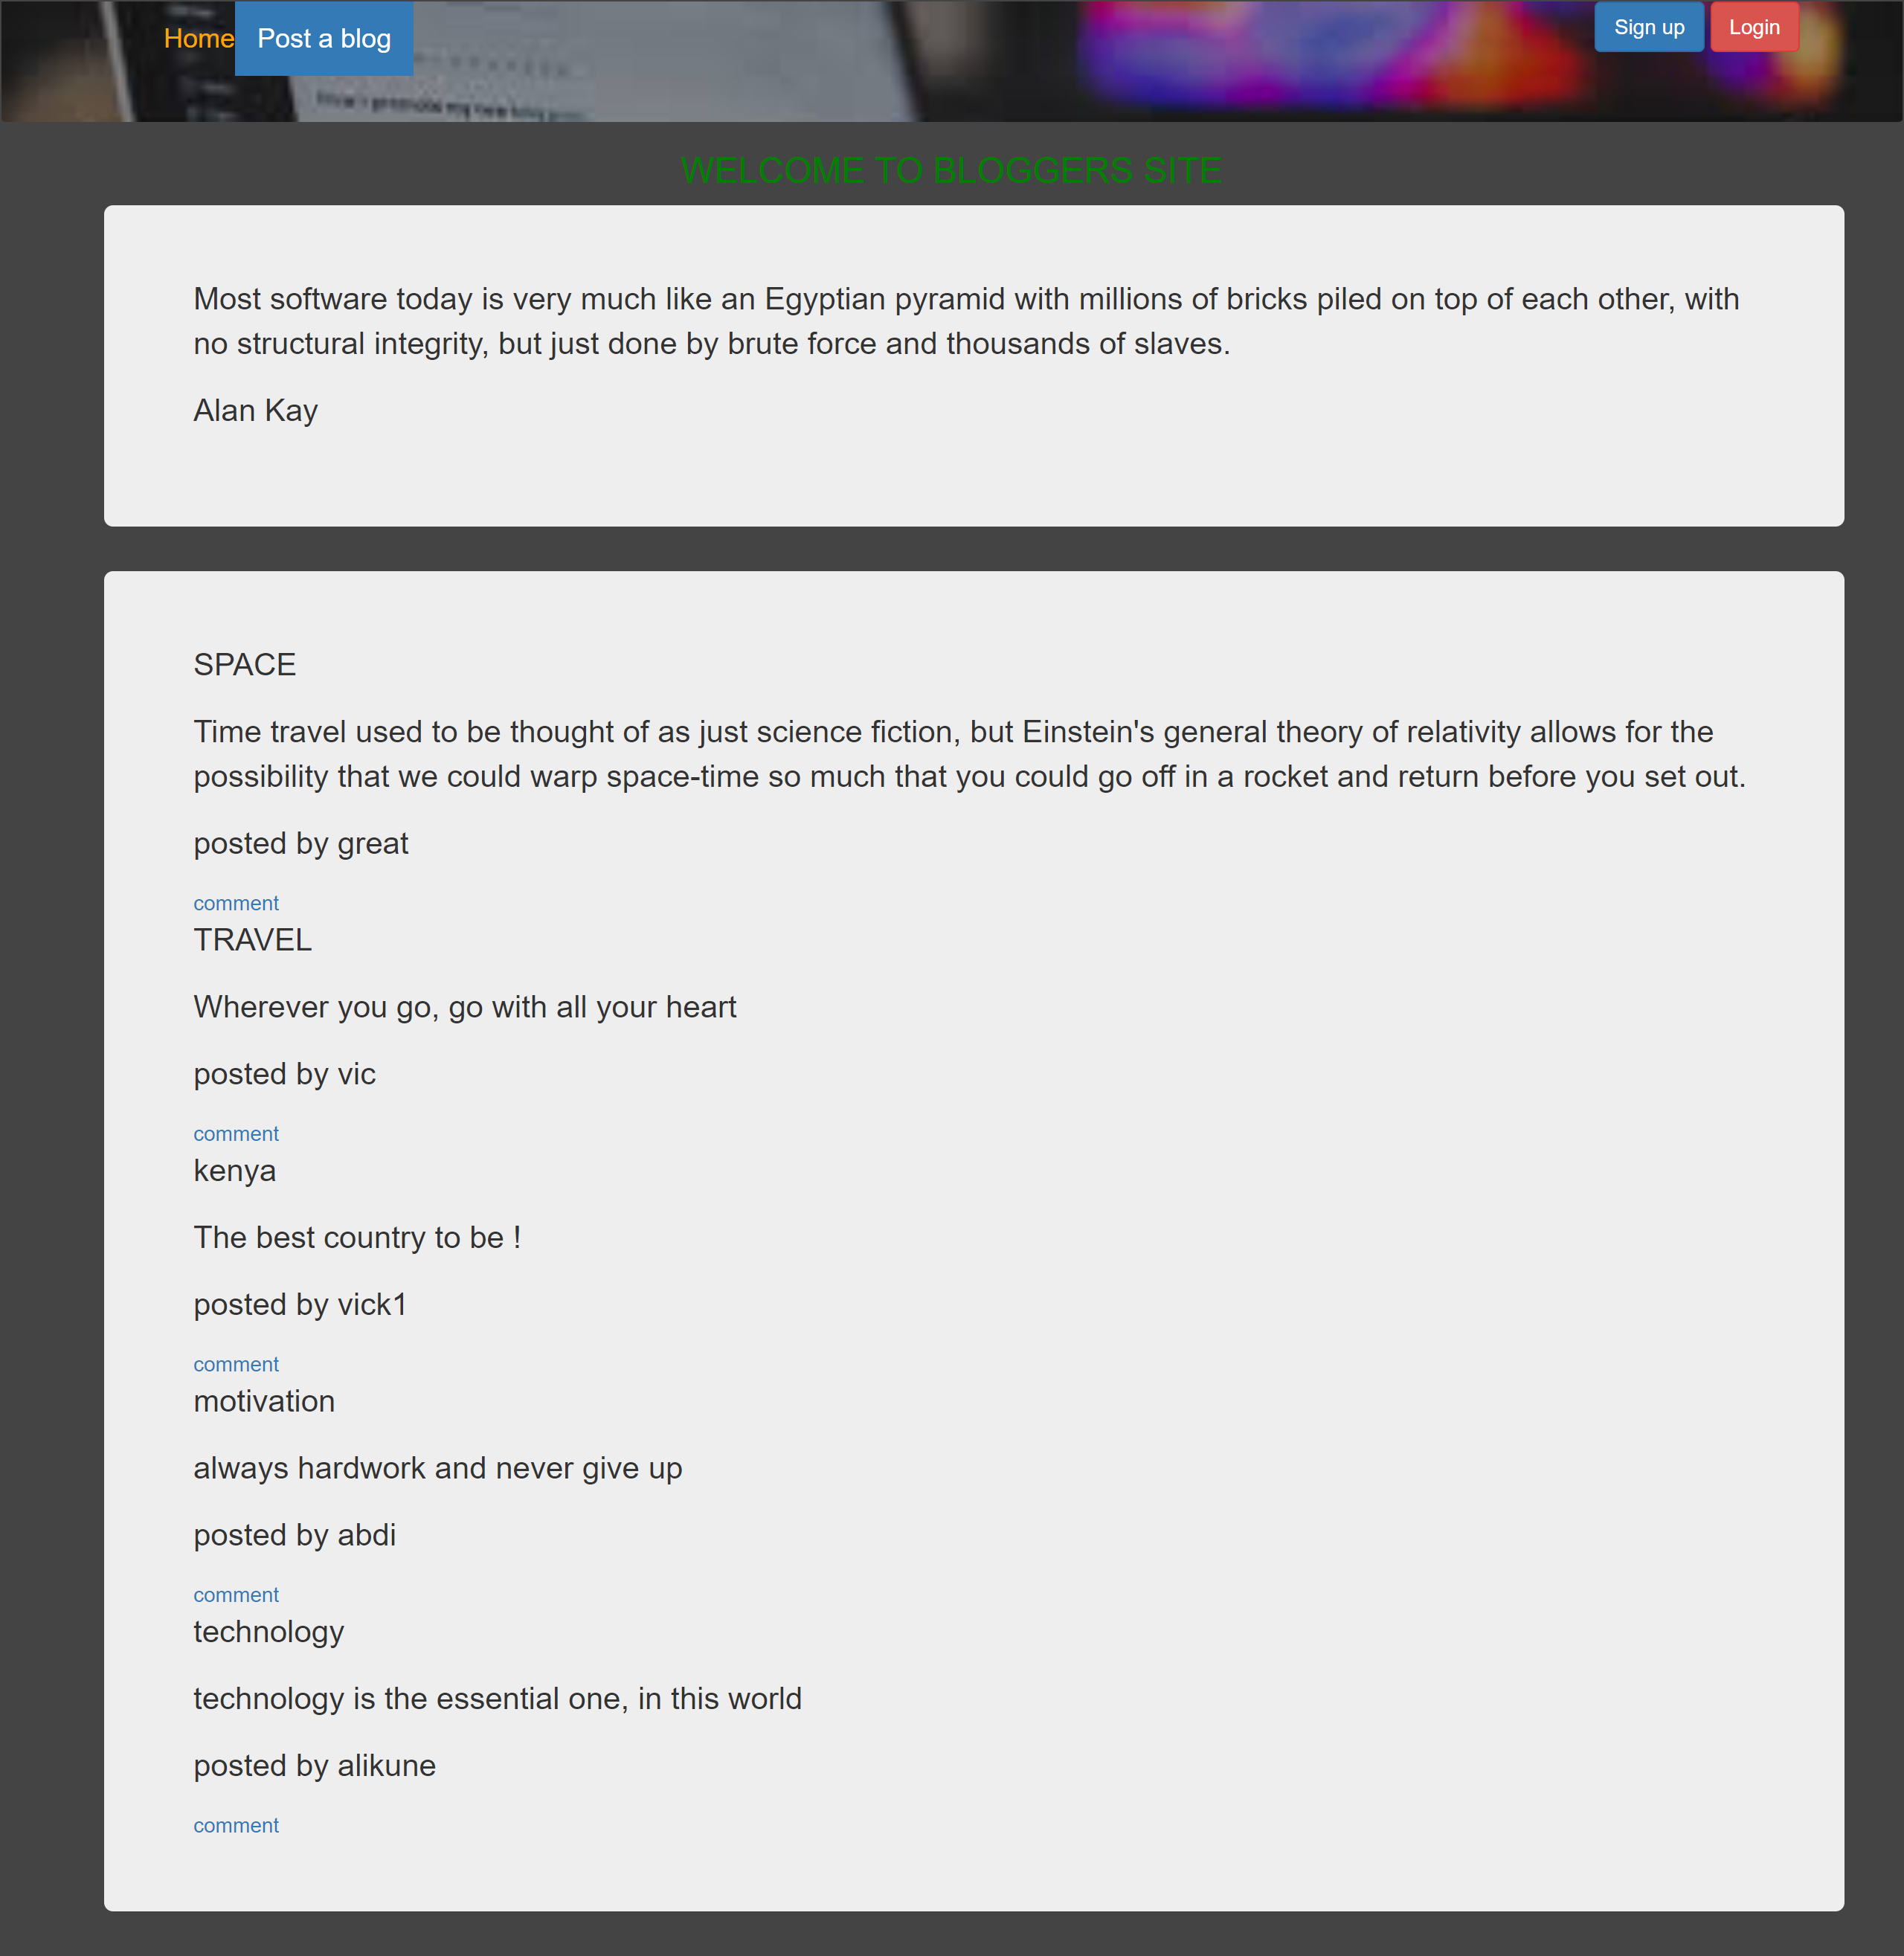 Home Post a blog Sign up Login
WELCOME TO BLOGGERS SITE
Most software today is very much like an Egyptian pyramid with millions of bricks piled on top of each other, with
no structural integrity, but just done by brute force and thousands of slaves.
Alan Kay
SPACE
Time travel used to be thought of as just science fiction, but Einstein's general theory of relativity allows for the
possibility that we could warp space-time so much that you could go off in a rocket and return before you set out.
posted by great
comment
TRAVEL
Wherever you go, go with all your heart
posted by vic
comment
kenya
The best country to be !
posted by vick1
comment
motivation
always hardwork and never give up
posted by abdi
comment
technology
technology is the essential one, in this world
posted by alikune
comment